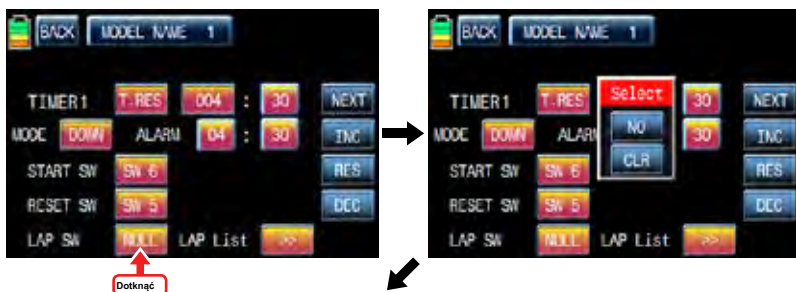 BACK MODEL NAME 1
TIMER1 T-RES 004 : 30 NEXT
MODE DOWN ALARM 04 : 30 INC
START SW SW 6 RES
RESET SW SW 5 DEC
LAP SW NULL LAP List >>
Dotknąć
BACK MODEL NAME 1
TIMER1 T-RES Select 30 NEXT
MODE DOWN ALARM NO 30 INC
START SW SW 6 CLR RES
RESET SW SW 5 DEC
LAP SW NULL LAP List >>